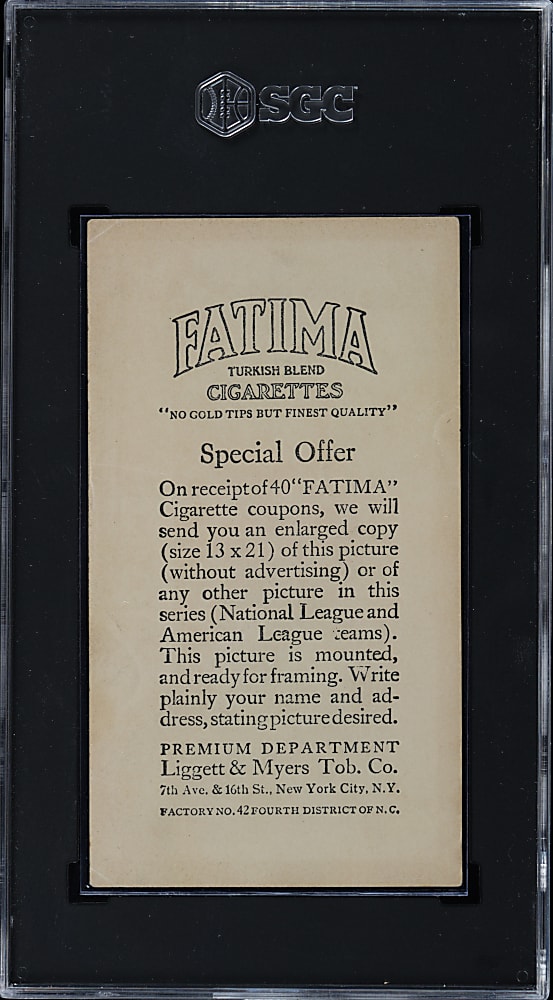 SGC
FATIMA
TURKISH BLEND
CIGARETTES
"NO GOLD TIPS BUT FINEST QUALITY"
Special Offer
On receipt of 40 "FATIMA"
Cigarette coupons, we will
send you an enlarged copy
(size 13 x 21) of this picture
(without advertising) or of
any other picture in this
series (National League and
American League teams).
This picture is mounted,
and ready for framing. Write
plainly your name and ad-
dress, stating picture desired.
PREMIUM DEPARTMENT
Liggett & Myers Tob. Co.
7th Ave. & 16th St., New York City, N.Y.
FACTORY NO. 42 FOURTH DISTRICT OF N. C.